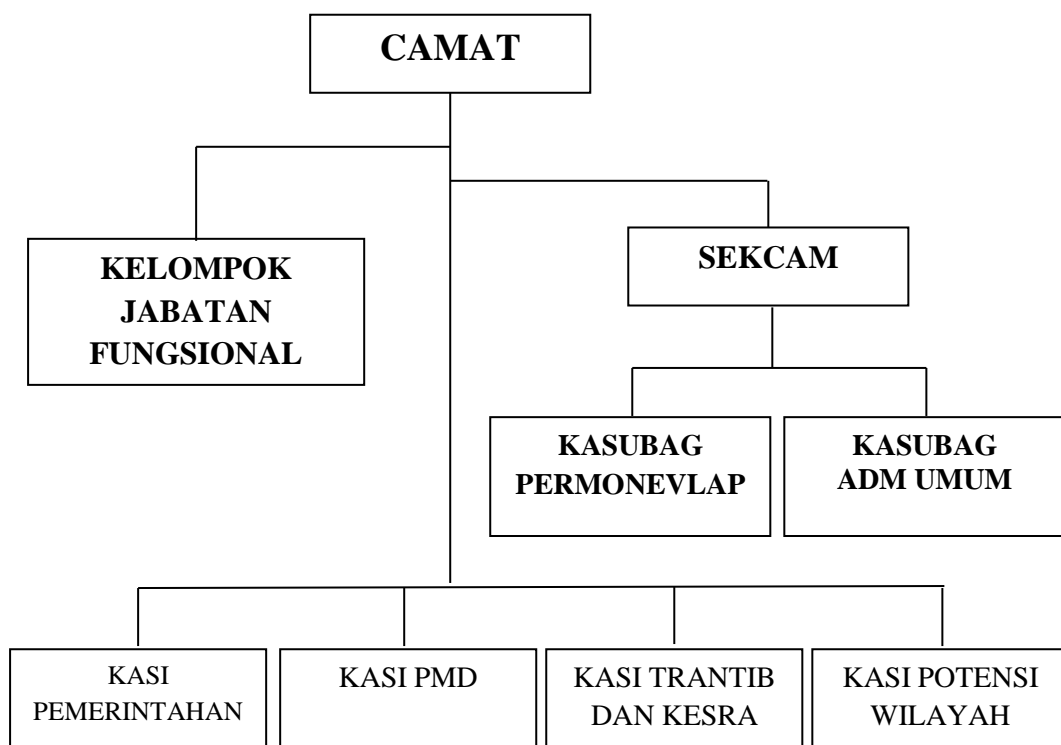 CAMAT
KELOMPOK
JABATAN
FUNGSIONAL
SEKCAM
KASUBAG
PERMONEVLAP
KASUBAG
ADM UMUM
KASI
PEMERINTAHAN
KASI PMD
KASI TRANTIB
DAN KESRA
KASI POTENSI
WILAYAH